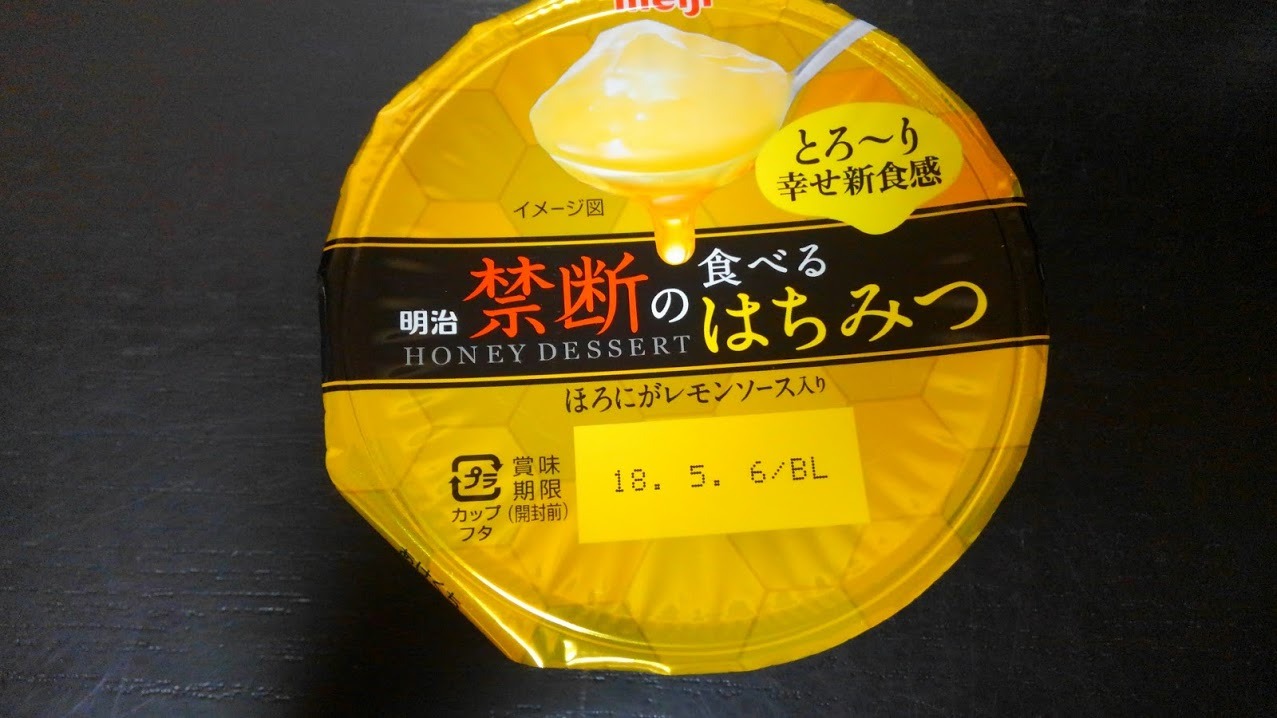 meiji
とろ～り
幸せ新食感
イメージ図
明治 禁断の食べるはちみつ
HONEY DESSERT
ほろにがレモンソース入り
プラ
カップ
フタ
賞味
期限
(開封前)
18. 5. 6/BL